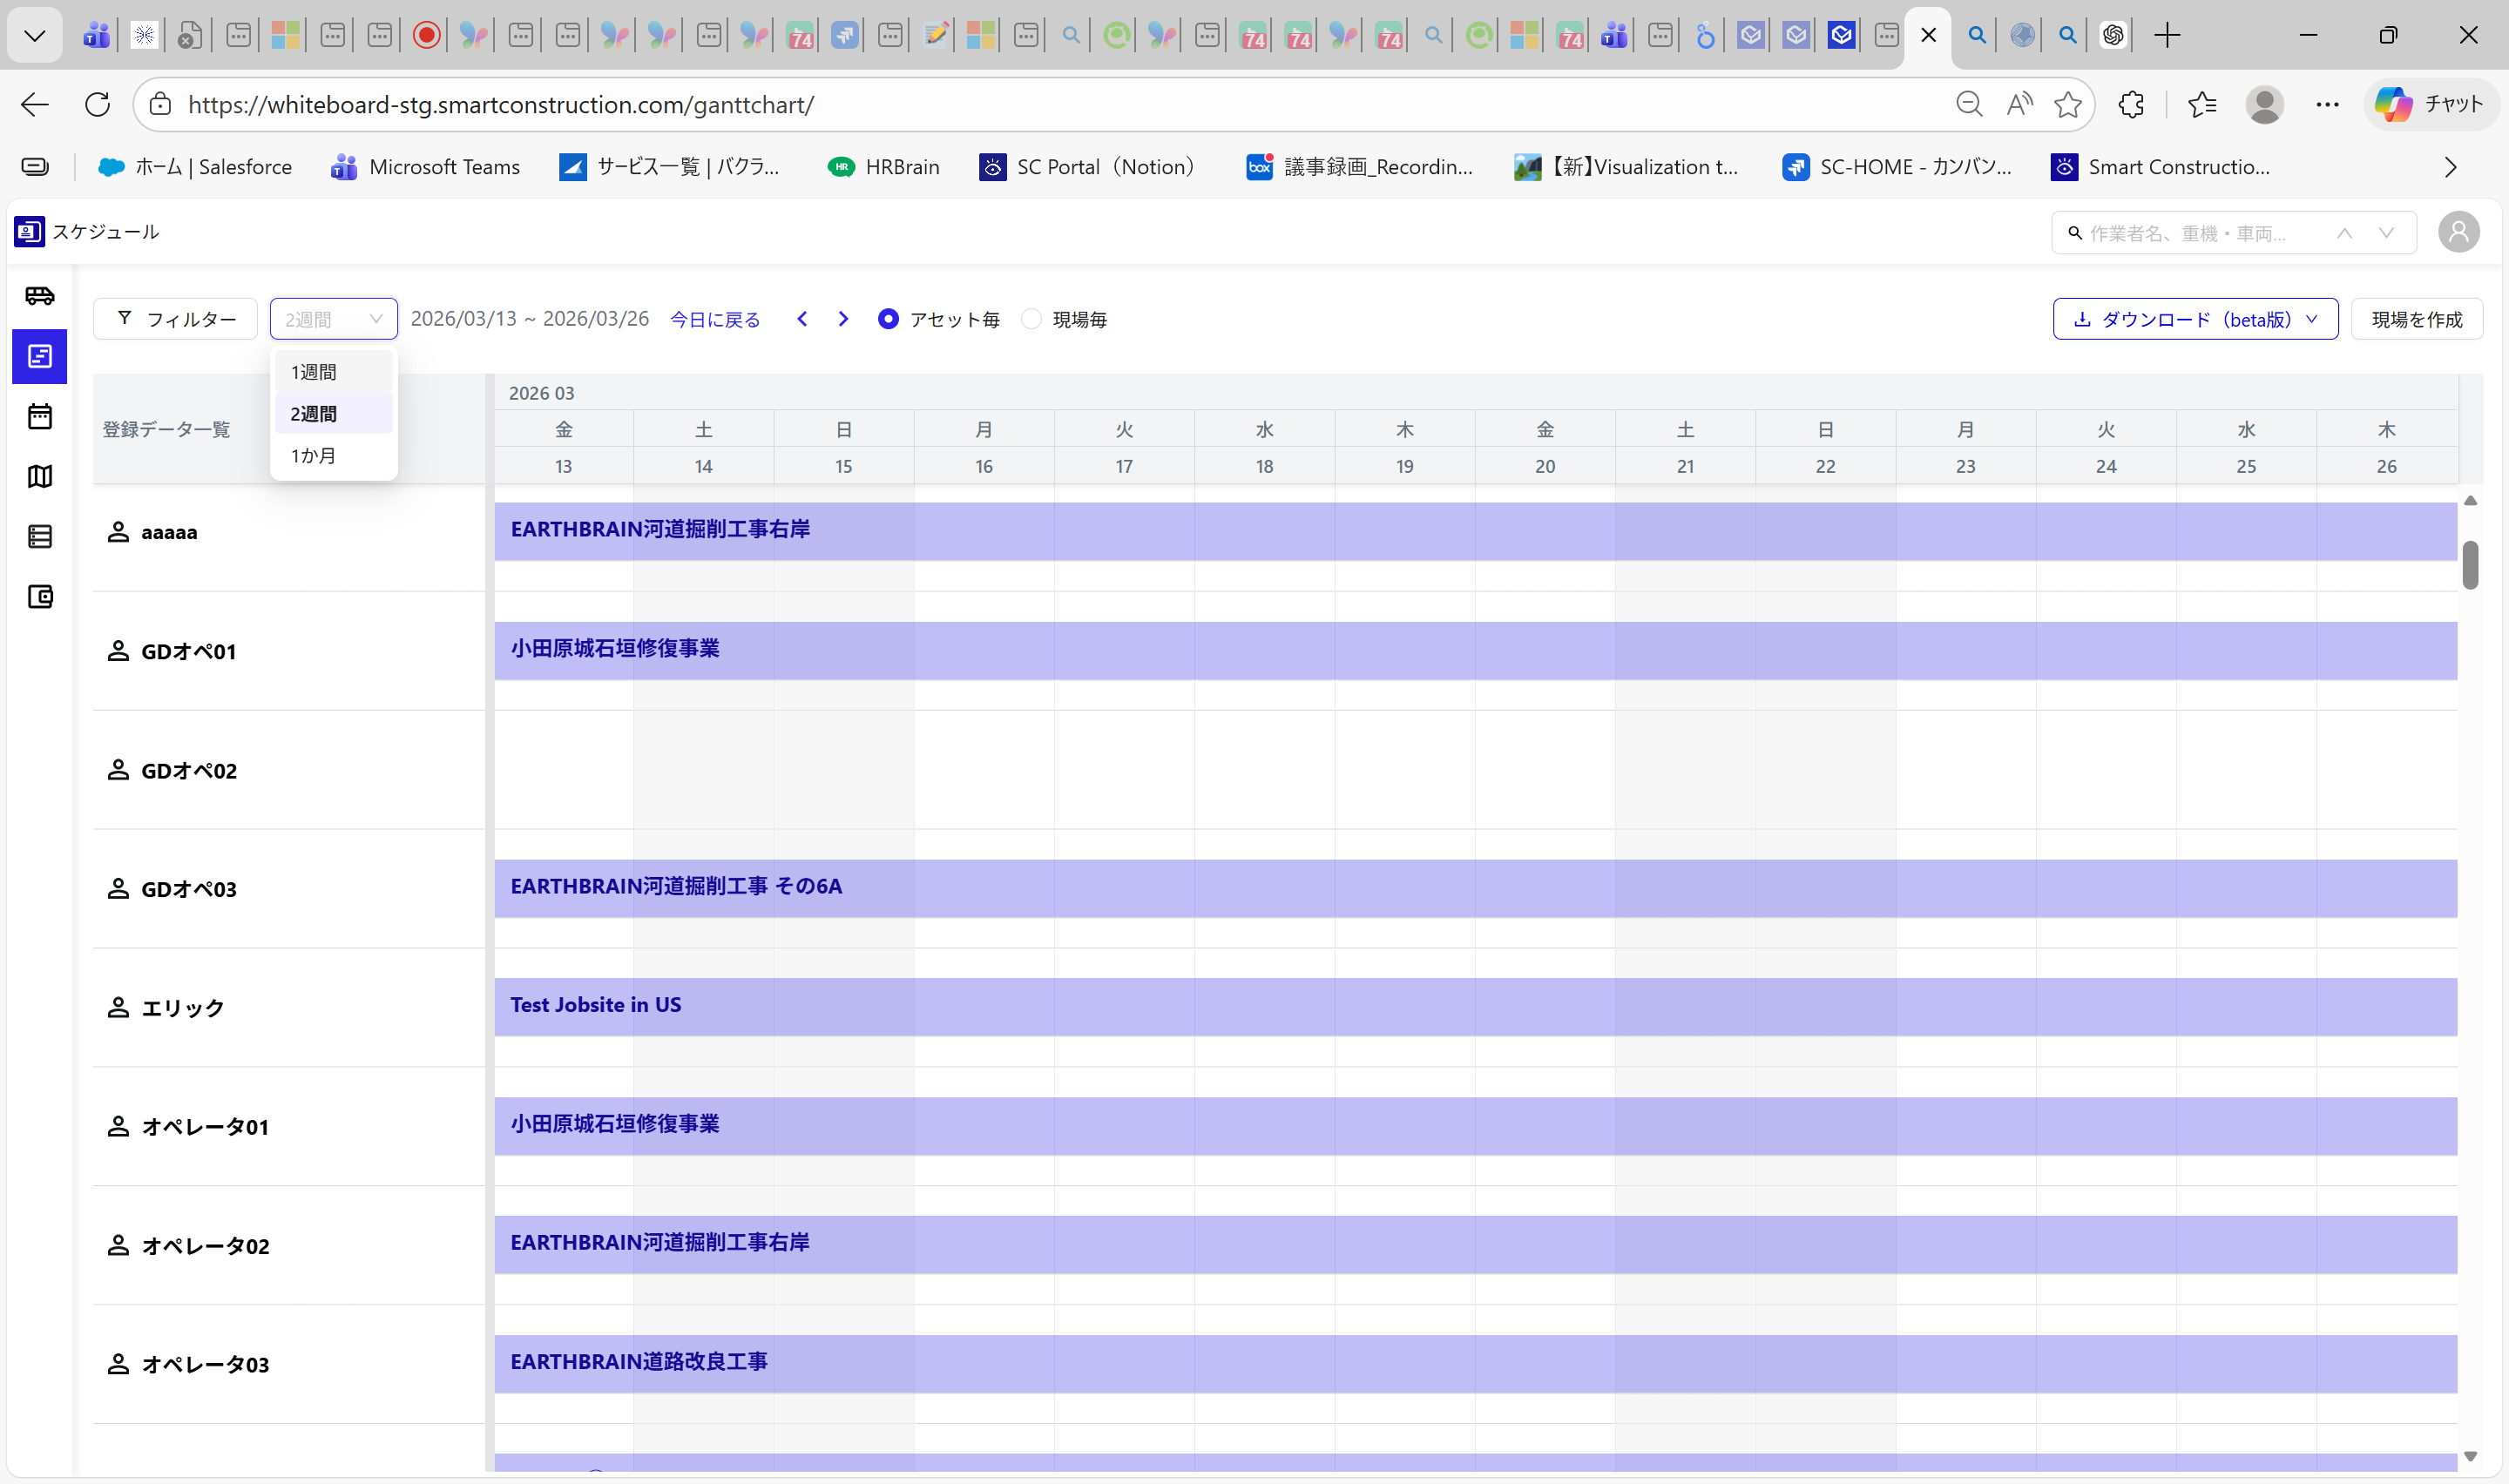 74
74
74
74
74
https://whiteboard-stg.smartconstruction.com/ganttchart/
チャット
ホーム | Salesforce
Microsoft Teams
サービス一覧 | バクラ...
HRBrain
SC Portal（Notion）
議事録画_Recordin...
【新】Visualization t...
SC-HOME - カンバン...
Smart Constructio...
スケジュール
作業者名、重機・車両...
フィルター
2週間
2026/03/13 ~ 2026/03/26
今日に戻る
アセット毎
現場毎
ダウンロード（beta版）
現場を作成
1週間
2週間
1か月
登録データ一覧
2026 03
金 土 日 月 火 水 木 金 土 日 月 火 水 木
13 14 15 16 17 18 19 20 21 22 23 24 25 26
aaaaa
EARTHBRAIN河道掘削工事右岸
GDオペ01
小田原城石垣修復事業
GDオペ02
GDオペ03
EARTHBRAIN河道掘削工事 その6A
エリック
Test Jobsite in US
オペレータ01
小田原城石垣修復事業
オペレータ02
EARTHBRAIN河道掘削工事右岸
オペレータ03
EARTHBRAIN道路改良工事